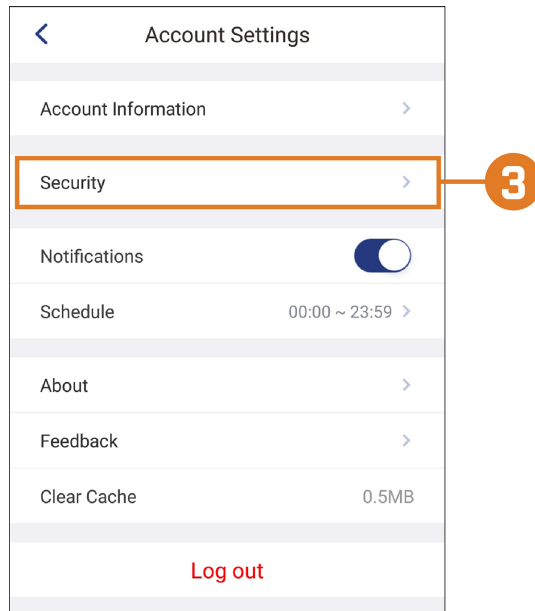 Account Settings
Account Information
Security
3
Notifications
Schedule 00:00 ~ 23:59
About
Feedback
Clear Cache 0.5MB
Log out